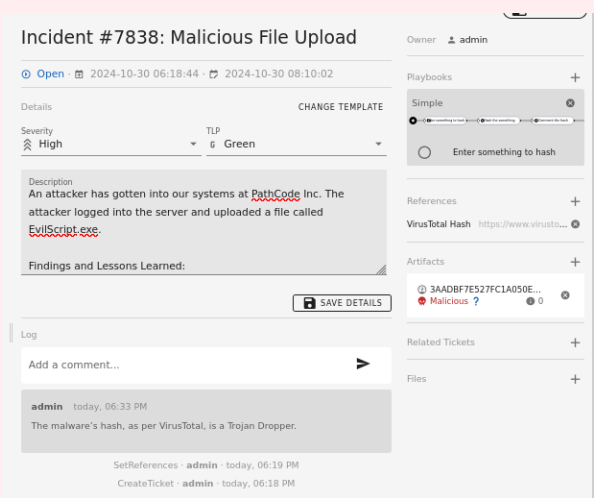 Incident #7838: Malicious File Upload
Open · 2024-10-30 06:18:44 · 2024-10-30 08:10:02
Details
CHANGE TEMPLATE
Severity
High
TLP
Green
Description
An attacker has gotten into our systems at PathCode Inc. The
attacker logged into the server and uploaded a file called
EvilScript.exe.
Findings and Lessons Learned:
SAVE DETAILS
Log
Add a comment...
admin today, 06:33 PM
The malware's hash, as per VirusTotal, is a Trojan Dropper.
SetReferences · admin · today, 06:19 PM
CreateTicket · admin · today, 06:18 PM
Owner admin
Playbooks
Simple
Enter something to hash
References
VirusTotal Hash https://www.virusto...
Artifacts
3AADBF7E527FC1A050E...
Malicious ? 0
Related Tickets
Files